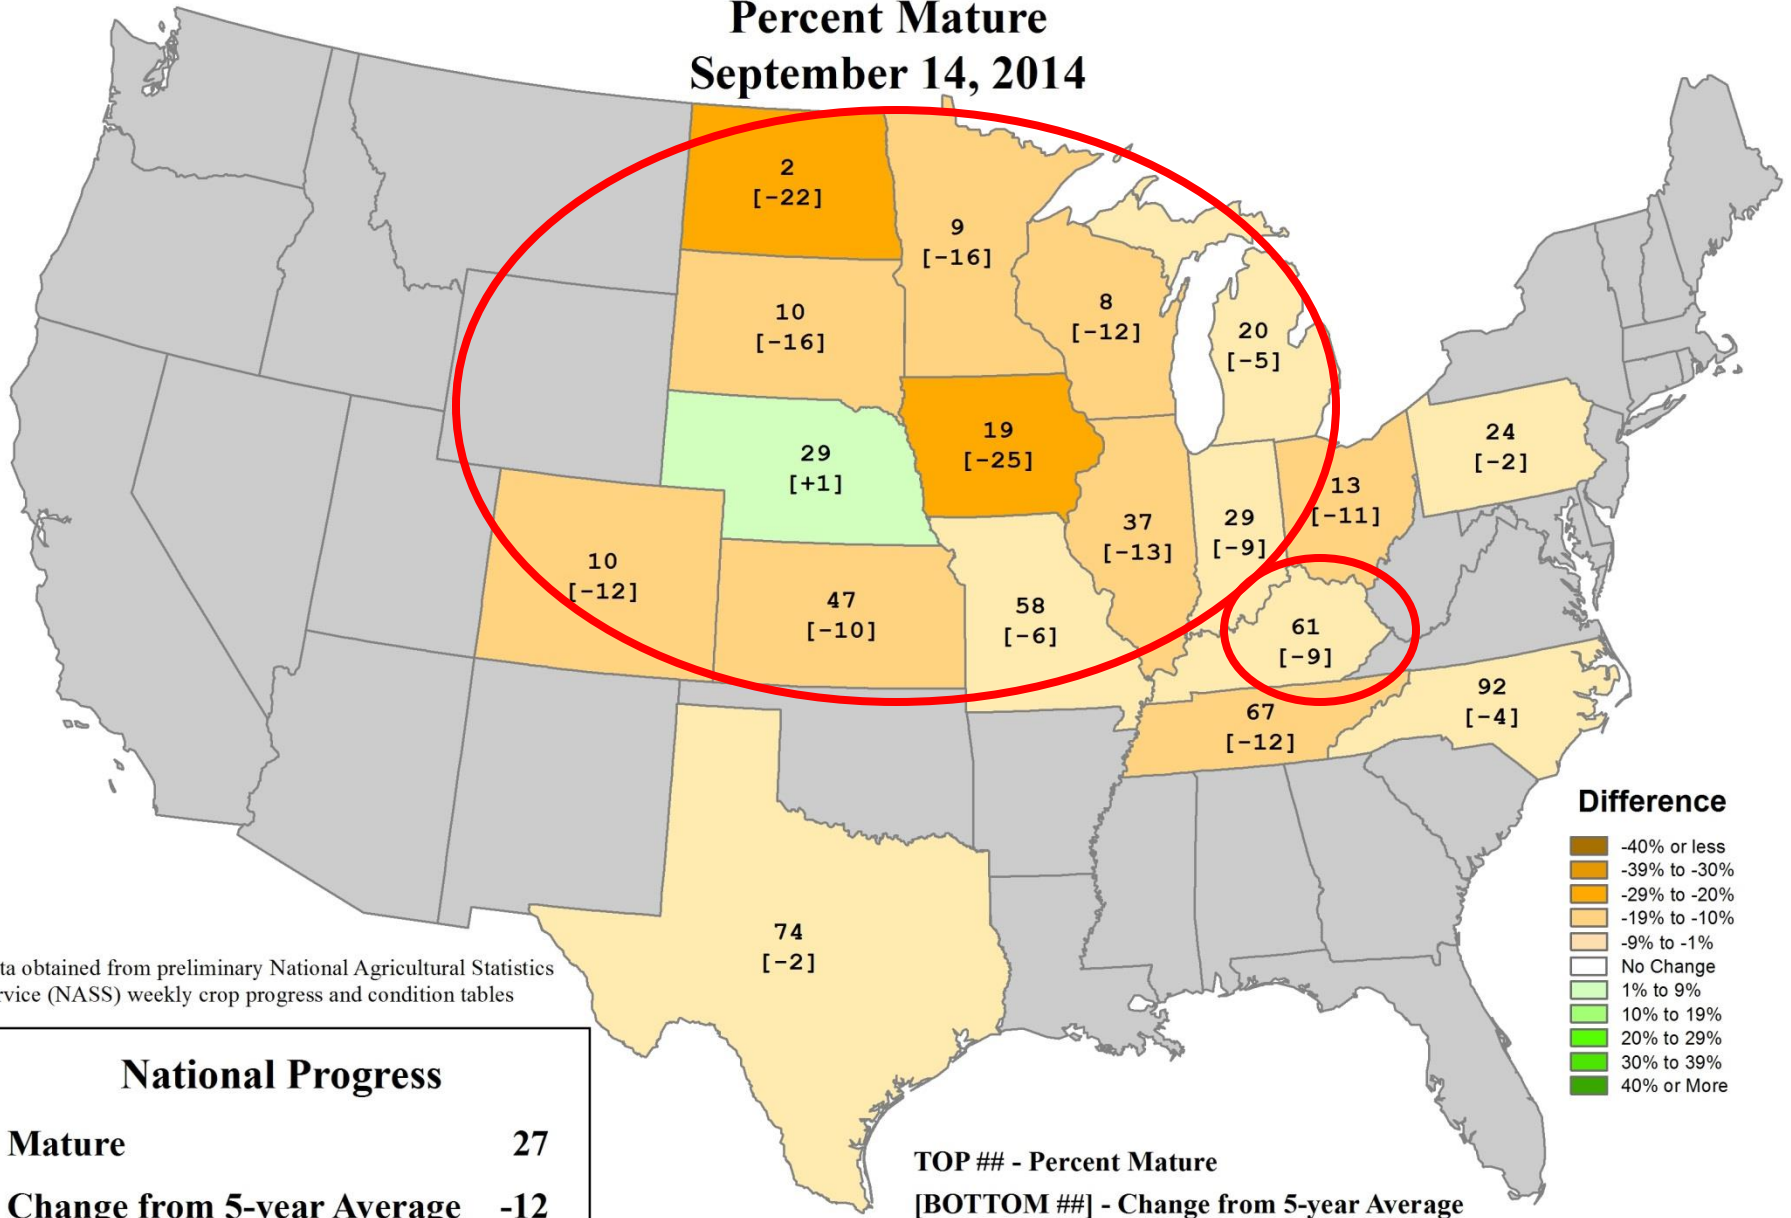 Percent Mature
September 14, 2014
2
[-22]
9
[-16]
10
[-16]
8
[-12]
20
[-5]
29
[+1]
19
[-25]
24
[-2]
37
[-13]
29
[-9]
13
[-11]
10
[-12]
47
[-10]
58
[-6]
61
[-9]
67
[-12]
92
[-4]
74
[-2]
Difference
-40% or less
-39% to -30%
-29% to -20%
-19% to -10%
-9% to -1%
No Change
1% to 9%
10% to 19%
20% to 29%
30% to 39%
40% or More
ta obtained from preliminary National Agricultural Statistics
rvice (NASS) weekly crop progress and condition tables
National Progress
Mature 27
Change from 5-year Average -12
TOP ## - Percent Mature
[BOTTOM ##] - Change from 5-year Average